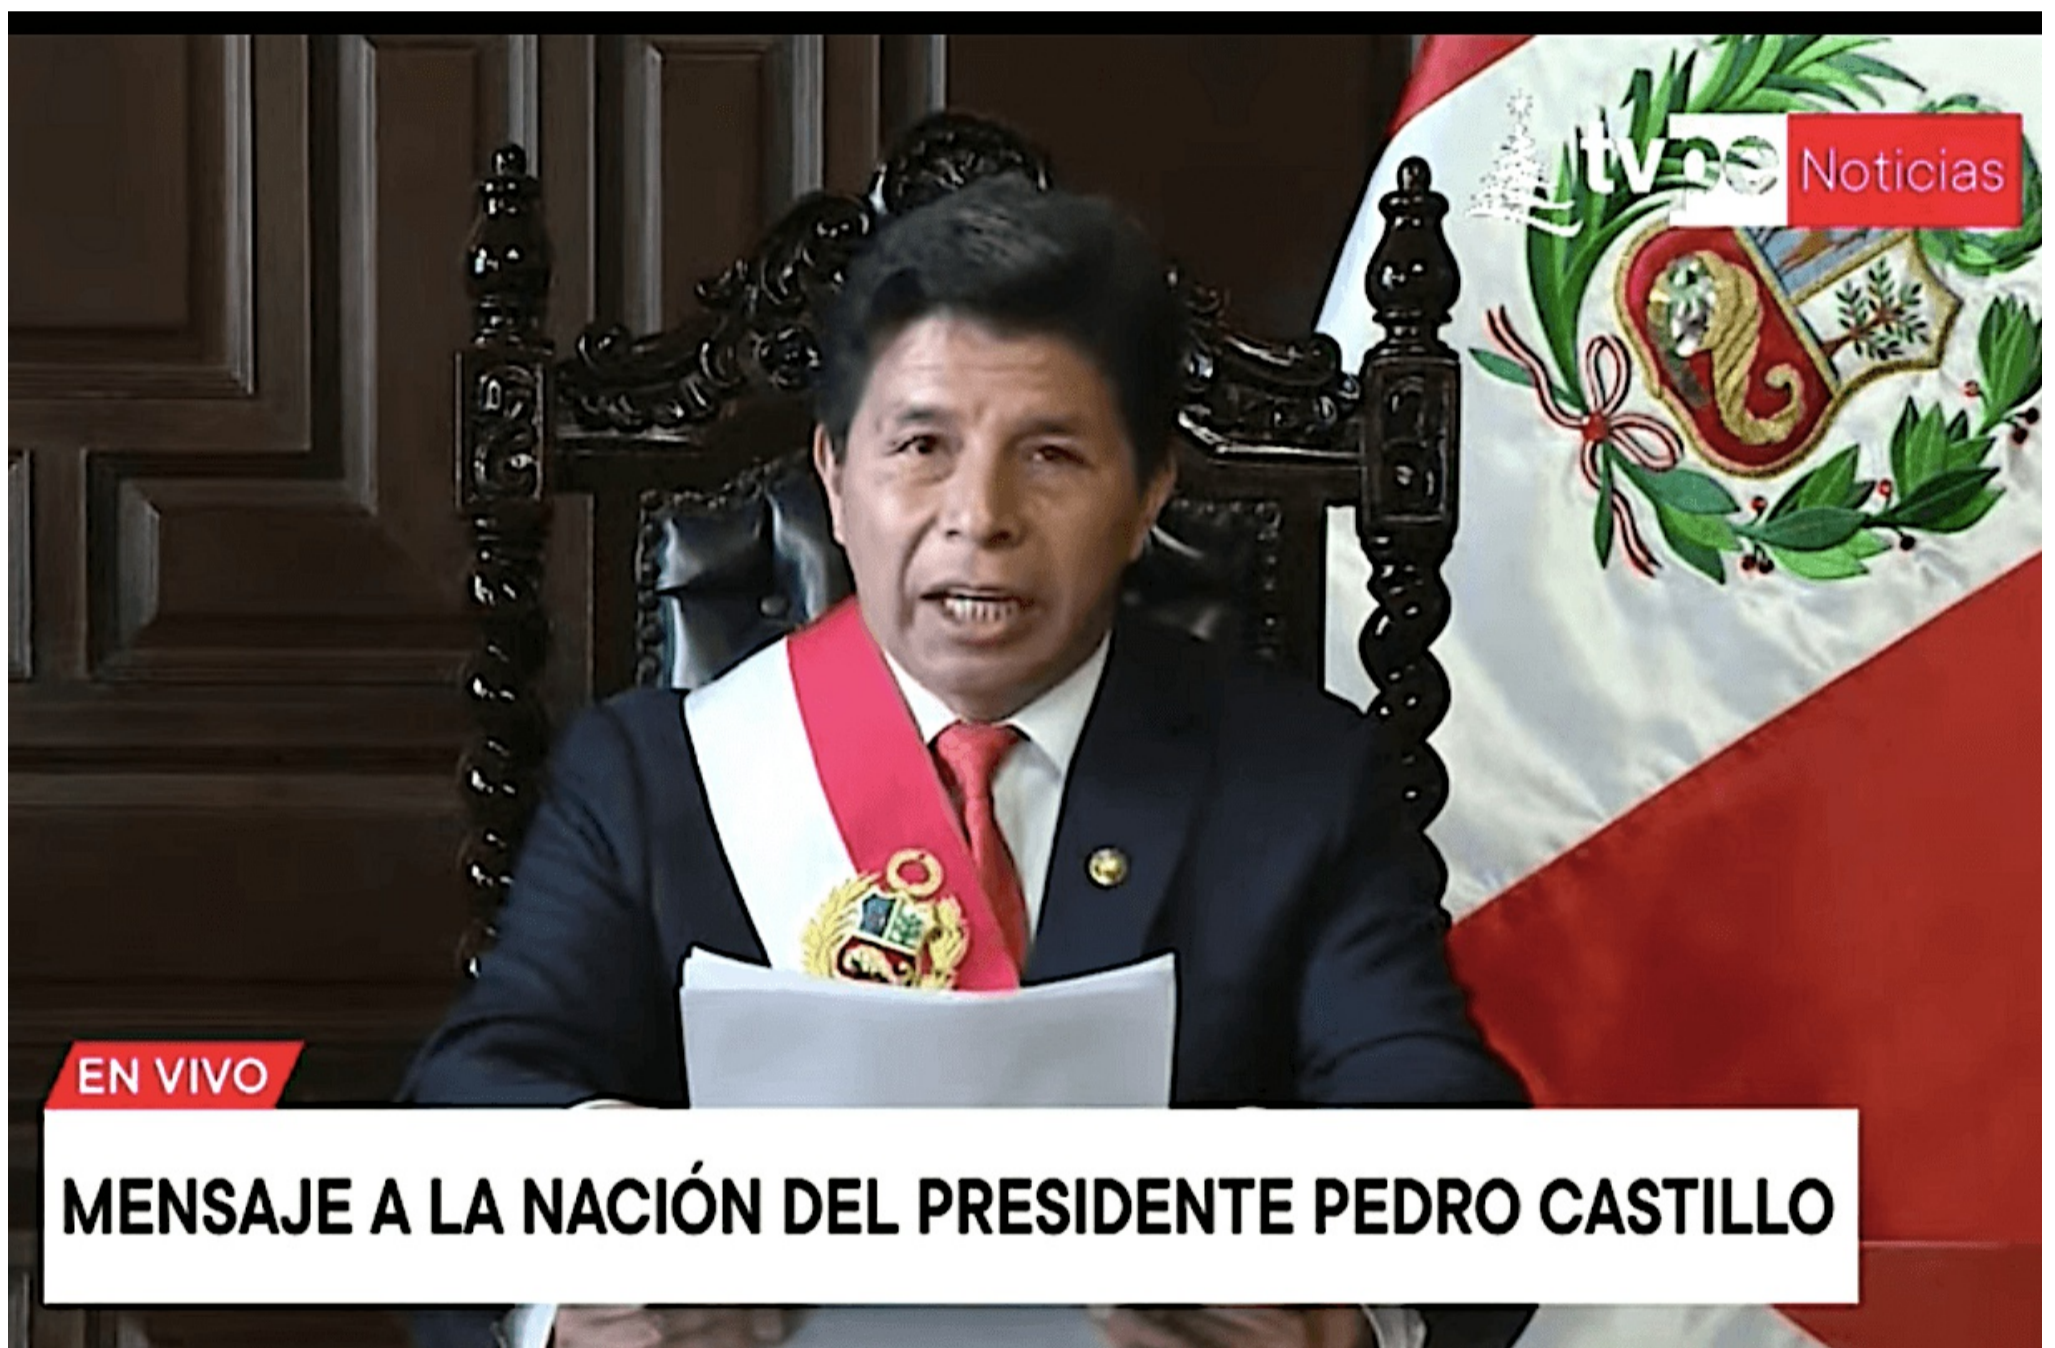 tvpe Noticias
EN VIVO
MENSAJE A LA NACIÓN DEL PRESIDENTE PEDRO CASTILLO